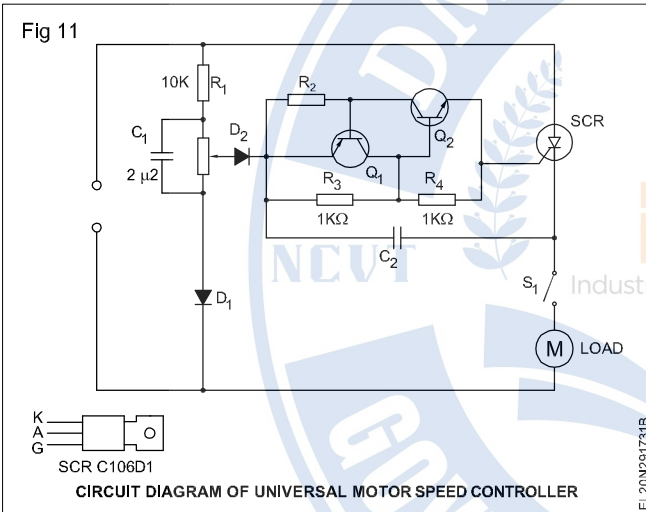 Fig 11
10K R1
R2
C1
D2
SCR
Q2
Q1
2 µ2
R3
R4
1KΩ
1KΩ
C2
NCVT
S1
Indust
D1
M LOAD
K
A
G
SCR C106D1
CIRCUIT DIAGRAM OF UNIVERSAL MOTOR SPEED CONTROLLER
EL20N291731B